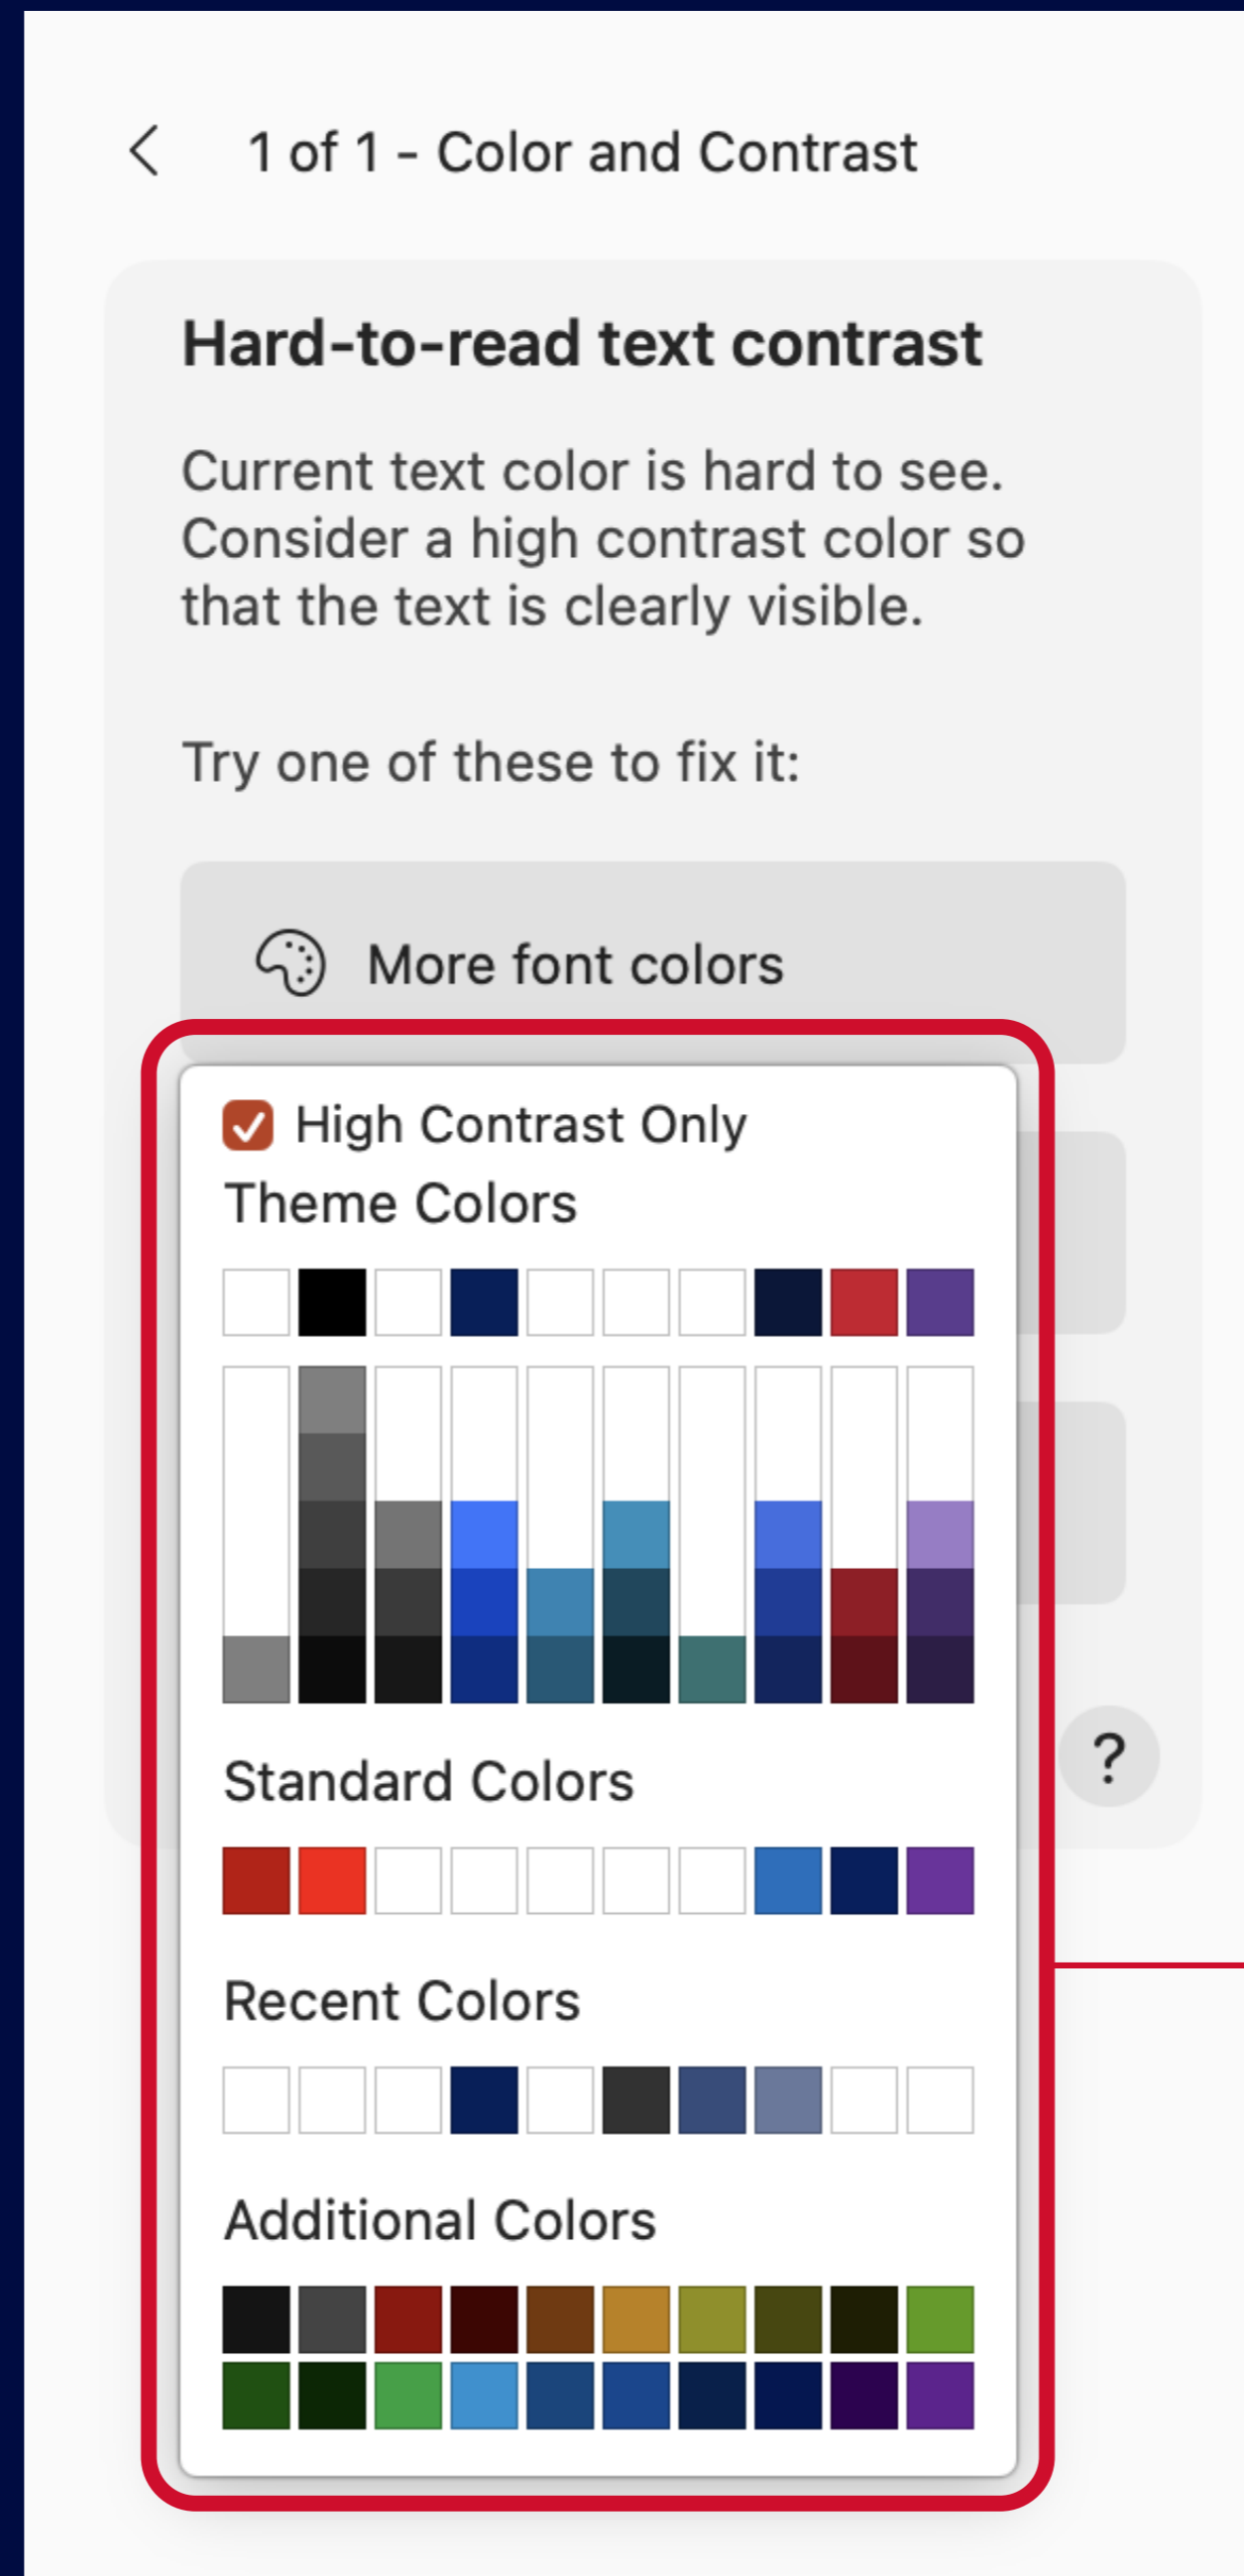 1 of 1 - Color and Contrast
Hard-to-read text contrast
Current text color is hard to see.
Consider a high contrast color so
that the text is clearly visible.
Try one of these to fix it:
More font colors
High Contrast Only
Theme Colors
Standard Colors
?
Recent Colors
Additional Colors